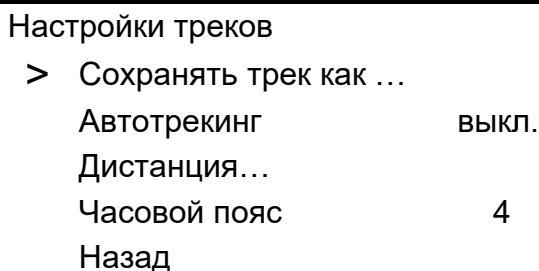 Настройки треков
> Сохранять трек как …
Автотрекинг выкл.
Дистанция…
Часовой пояс 4
Назад